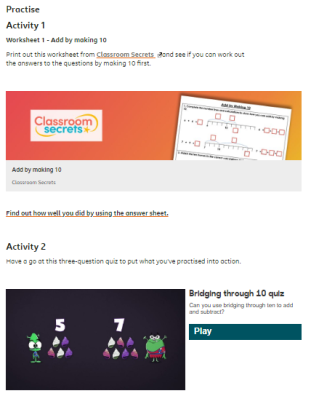 Practise
Activity 1
Worksheet 1 - Add by making 10
Print out this worksheet from Classroom Secrets and see if you can work out
the answers to the questions by making 10 first.
Classroom
secrets
Add by Making 10
Add by making 10
Classroom Secrets
Find out how well you did by using the answer sheet.
Activity 2
Have a go at this three-question quiz to put what you've practised into action.
5 7
Bridging through 10 quiz
Can you use bridging through ten to add
and subtract?
Play